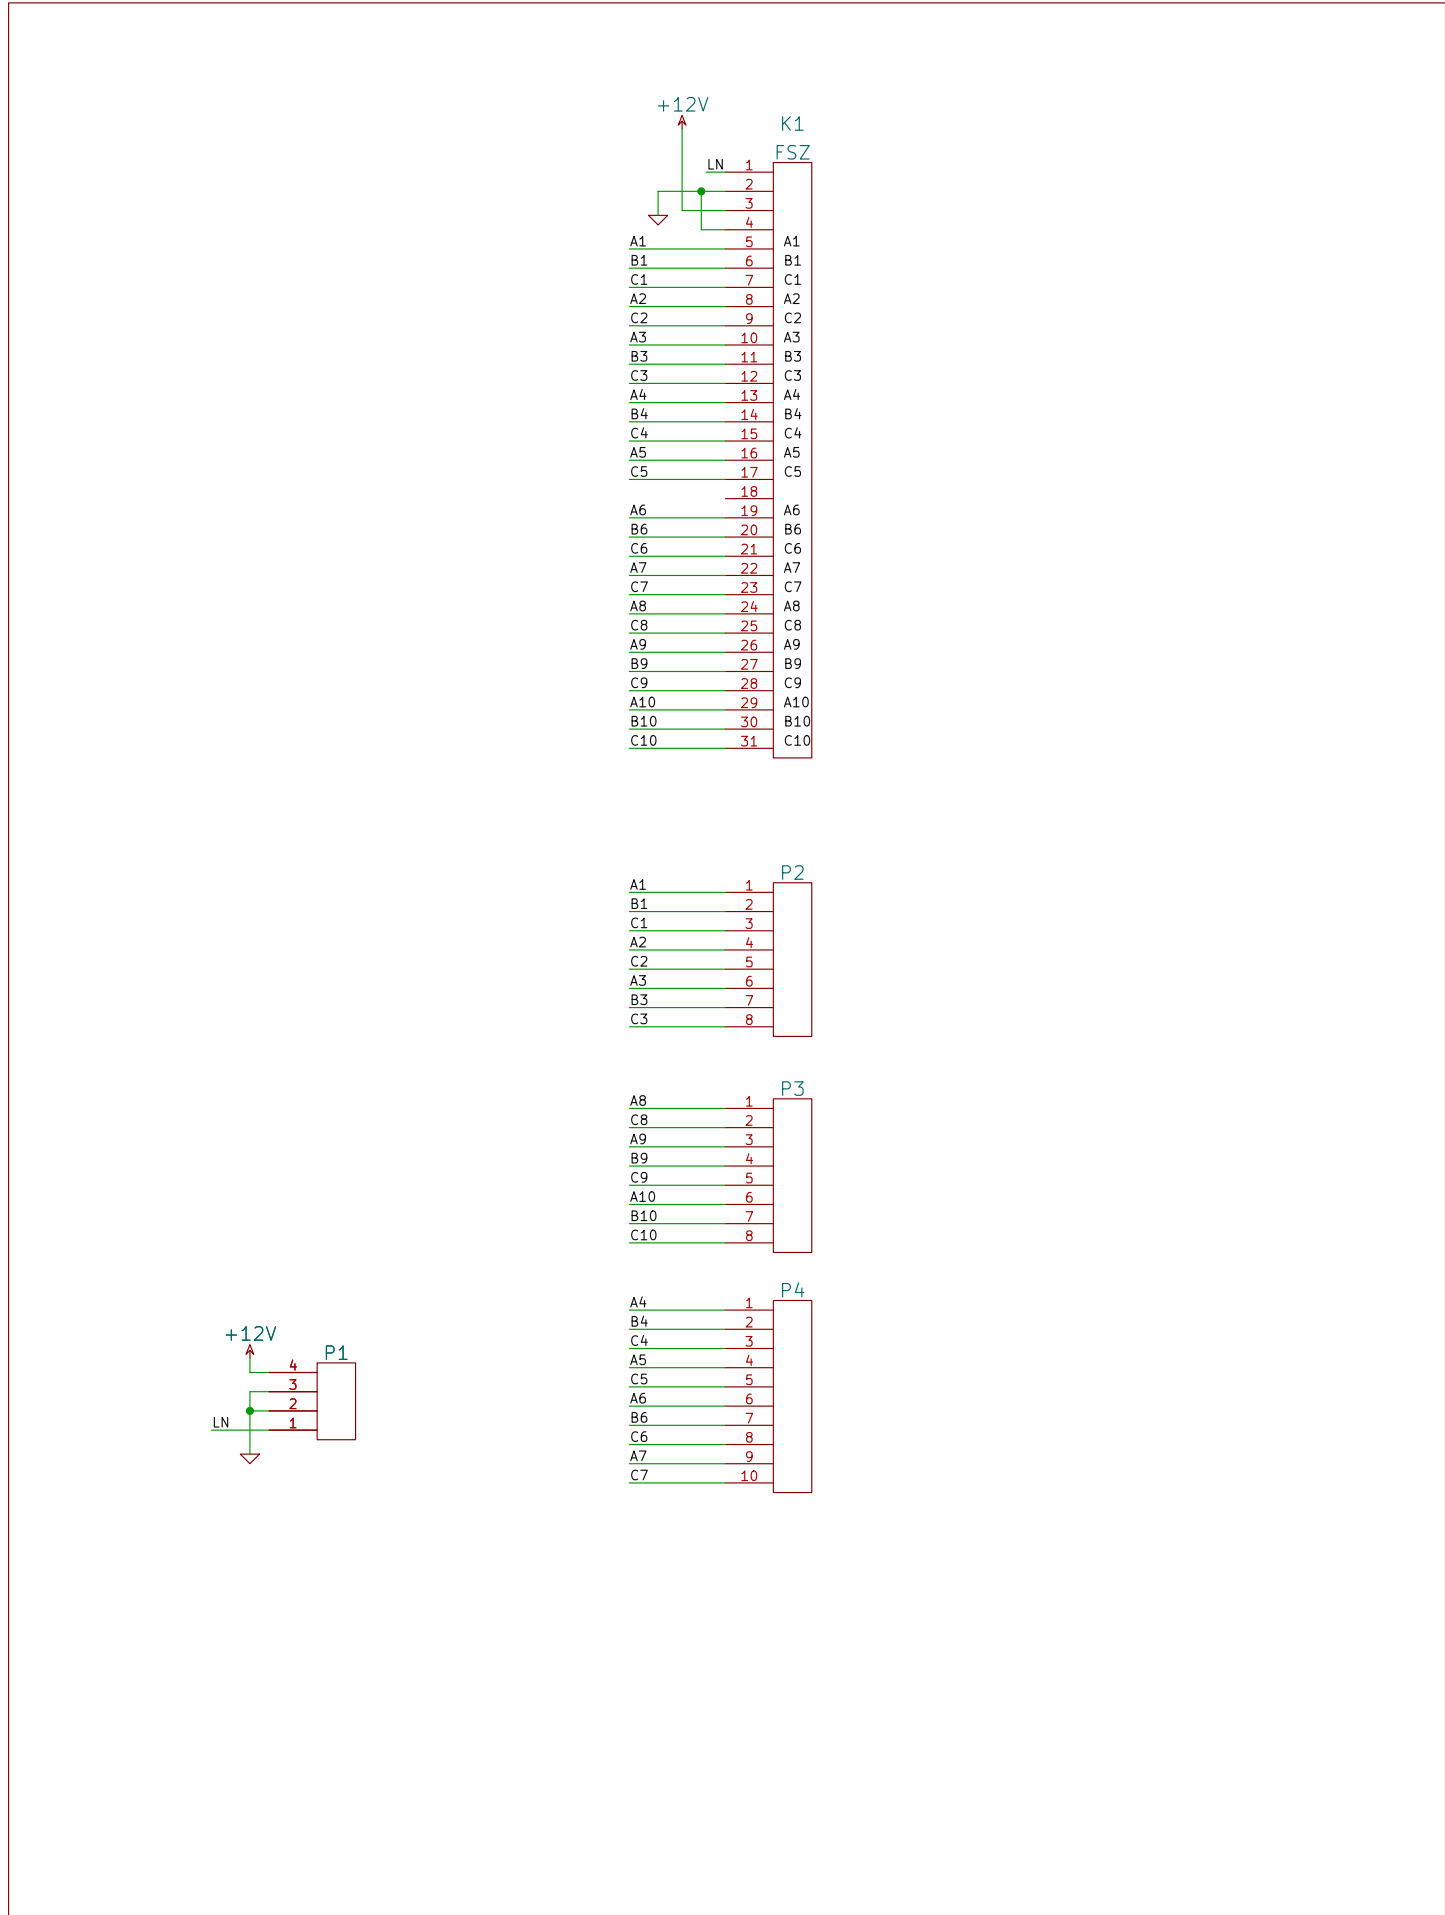 +12V
K1
FSZ
LN 1
2
3
4
A1 5 A1
B1 6 B1
C1 7 C1
A2 8 A2
C2 9 C2
A3 10 A3
B3 11 B3
C3 12 C3
A4 13 A4
B4 14 B4
C4 15 C4
A5 16 A5
C5 17 C5
18
A6 19 A6
B6 20 B6
C6 21 C6
A7 22 A7
C7 23 C7
A8 24 A8
C8 25 C8
A9 26 A9
B9 27 B9
C9 28 C9
A10 29 A10
B10 30 B10
C10 31 C10
P2
A1 1
B1 2
C1 3
A2 4
C2 5
A3 6
B3 7
C3 8
P3
A8 1
C8 2
A9 3
B9 4
C9 5
A10 6
B10 7
C10 8
P4
A4 1
B4 2
C4 3
A5 4
C5 5
A6 6
B6 7
C6 8
A7 9
C7 10
+12V
P1
4
3
2
LN 1